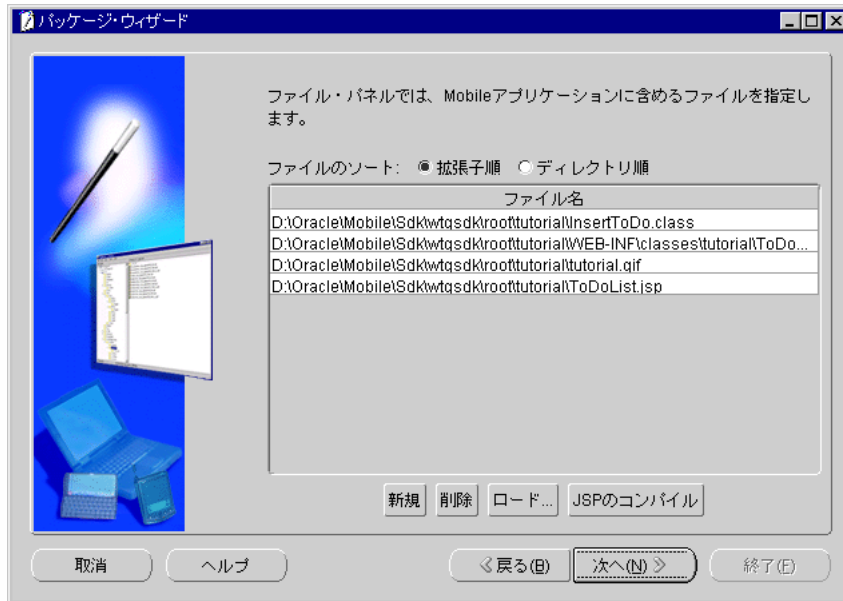 パッケージ・ウィザード
ファイル・パネルでは、Mobileアプリケーションに含めるファイルを指定し
ます。
ファイルのソート: 拡張子順 ディレクトリ順
ファイル名
D:\Oracle\Mobile\Sdk\wtgsdk\root\tutorial\InsertToDo.class
D:\Oracle\Mobile\Sdk\wtgsdk\root\tutorial\WEB-INF\classes\tutorial\ToDo...
D:\Oracle\Mobile\Sdk\wtgsdk\root\tutorial\tutorial.gif
D:\Oracle\Mobile\Sdk\wtgsdk\root\tutorial\ToDoList.jsp
新規 削除 ロード... JSPのコンパイル
取消 ヘルプ 戻る(B) 次へ(N) 終了(F)